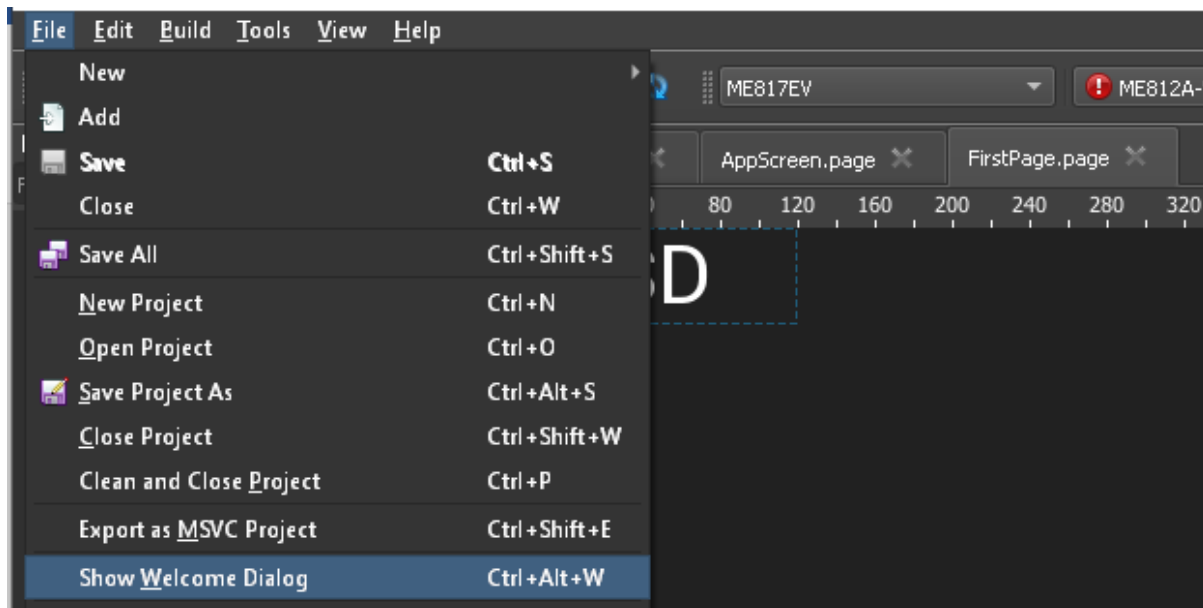 File Edit Build Tools View Help
New
ME817EV
ME812A-
Add
Save Ctrl+S
AppScreen.page
FirstPage.page
Close Ctrl+W
80 120 160 200 240 280 320
Save All Ctrl+Shift+S
D
New Project Ctrl+N
Open Project Ctrl+O
Save Project As Ctrl+Alt+S
Close Project Ctrl+Shift+W
Clean and Close Project Ctrl+P
Export as MSVC Project Ctrl+Shift+E
Show Welcome Dialog Ctrl+Alt+W